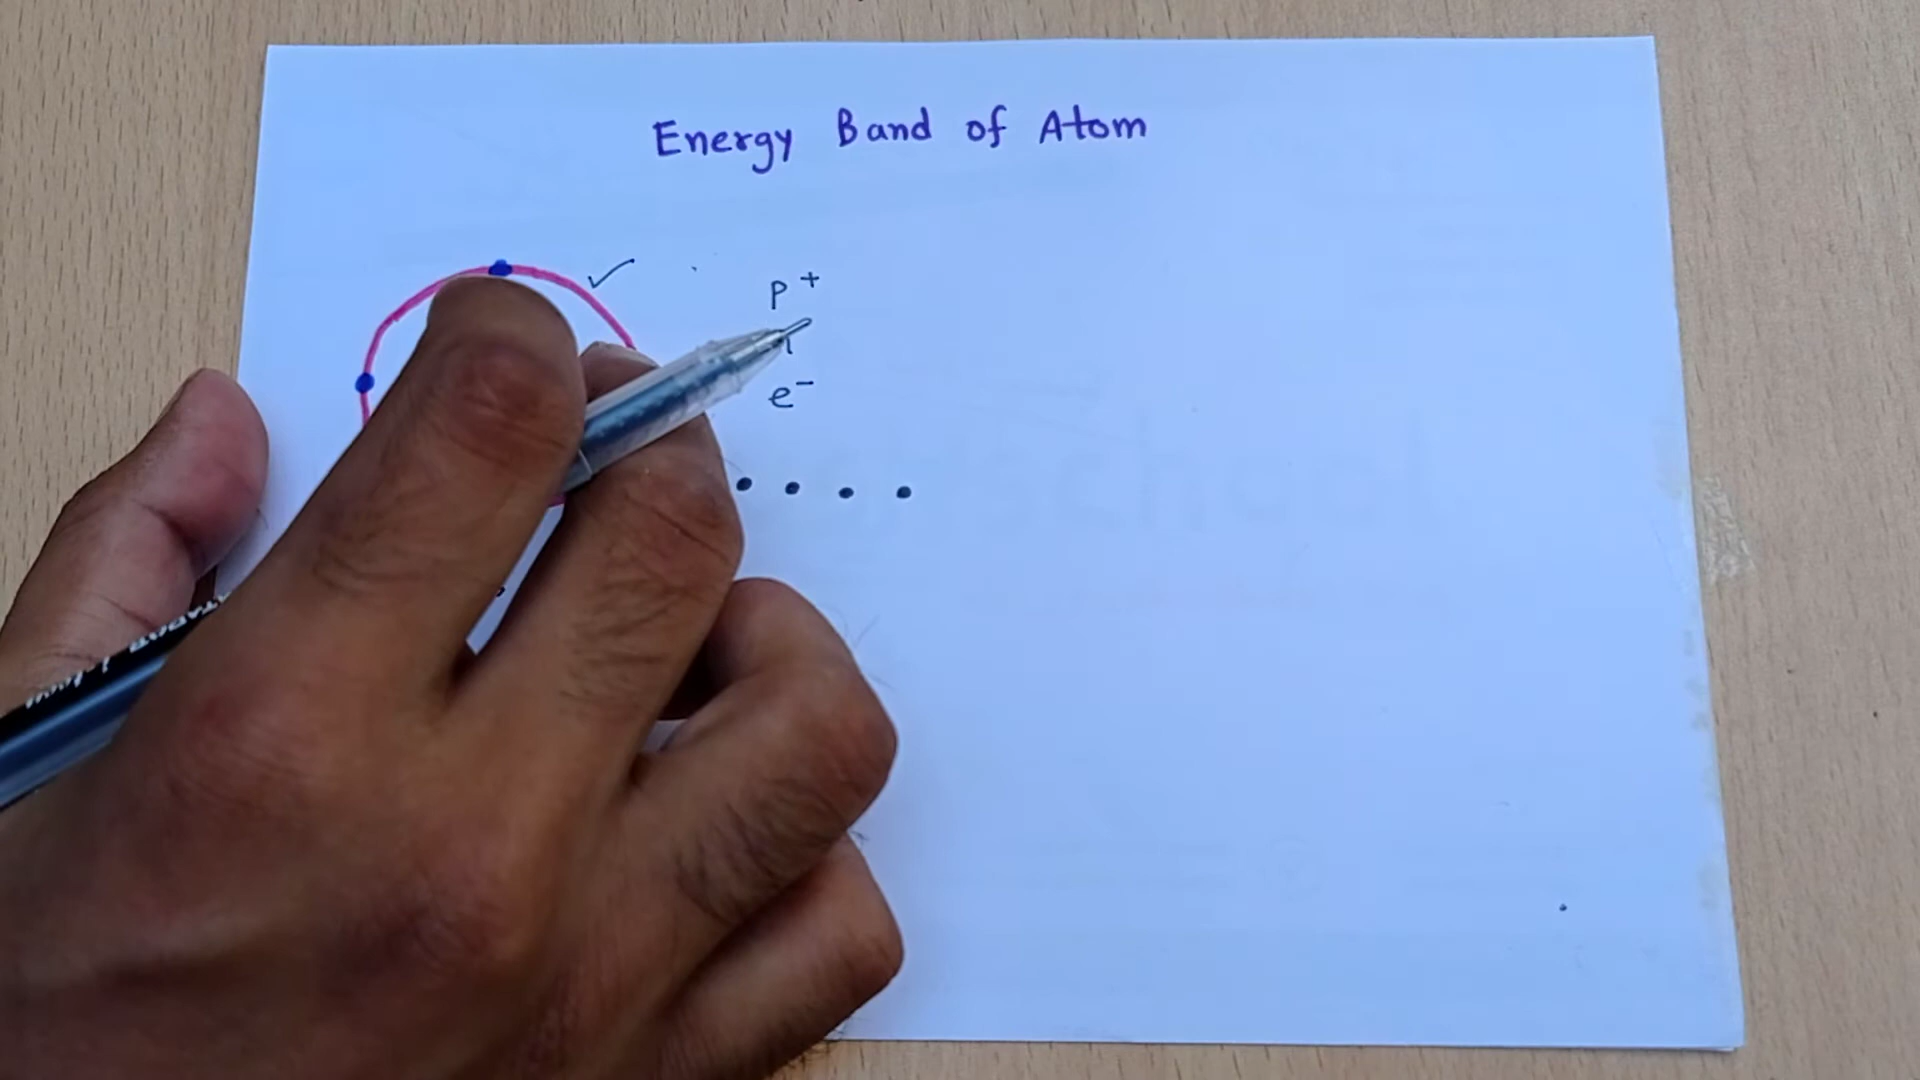 Energy Band of Atom
p+
e-